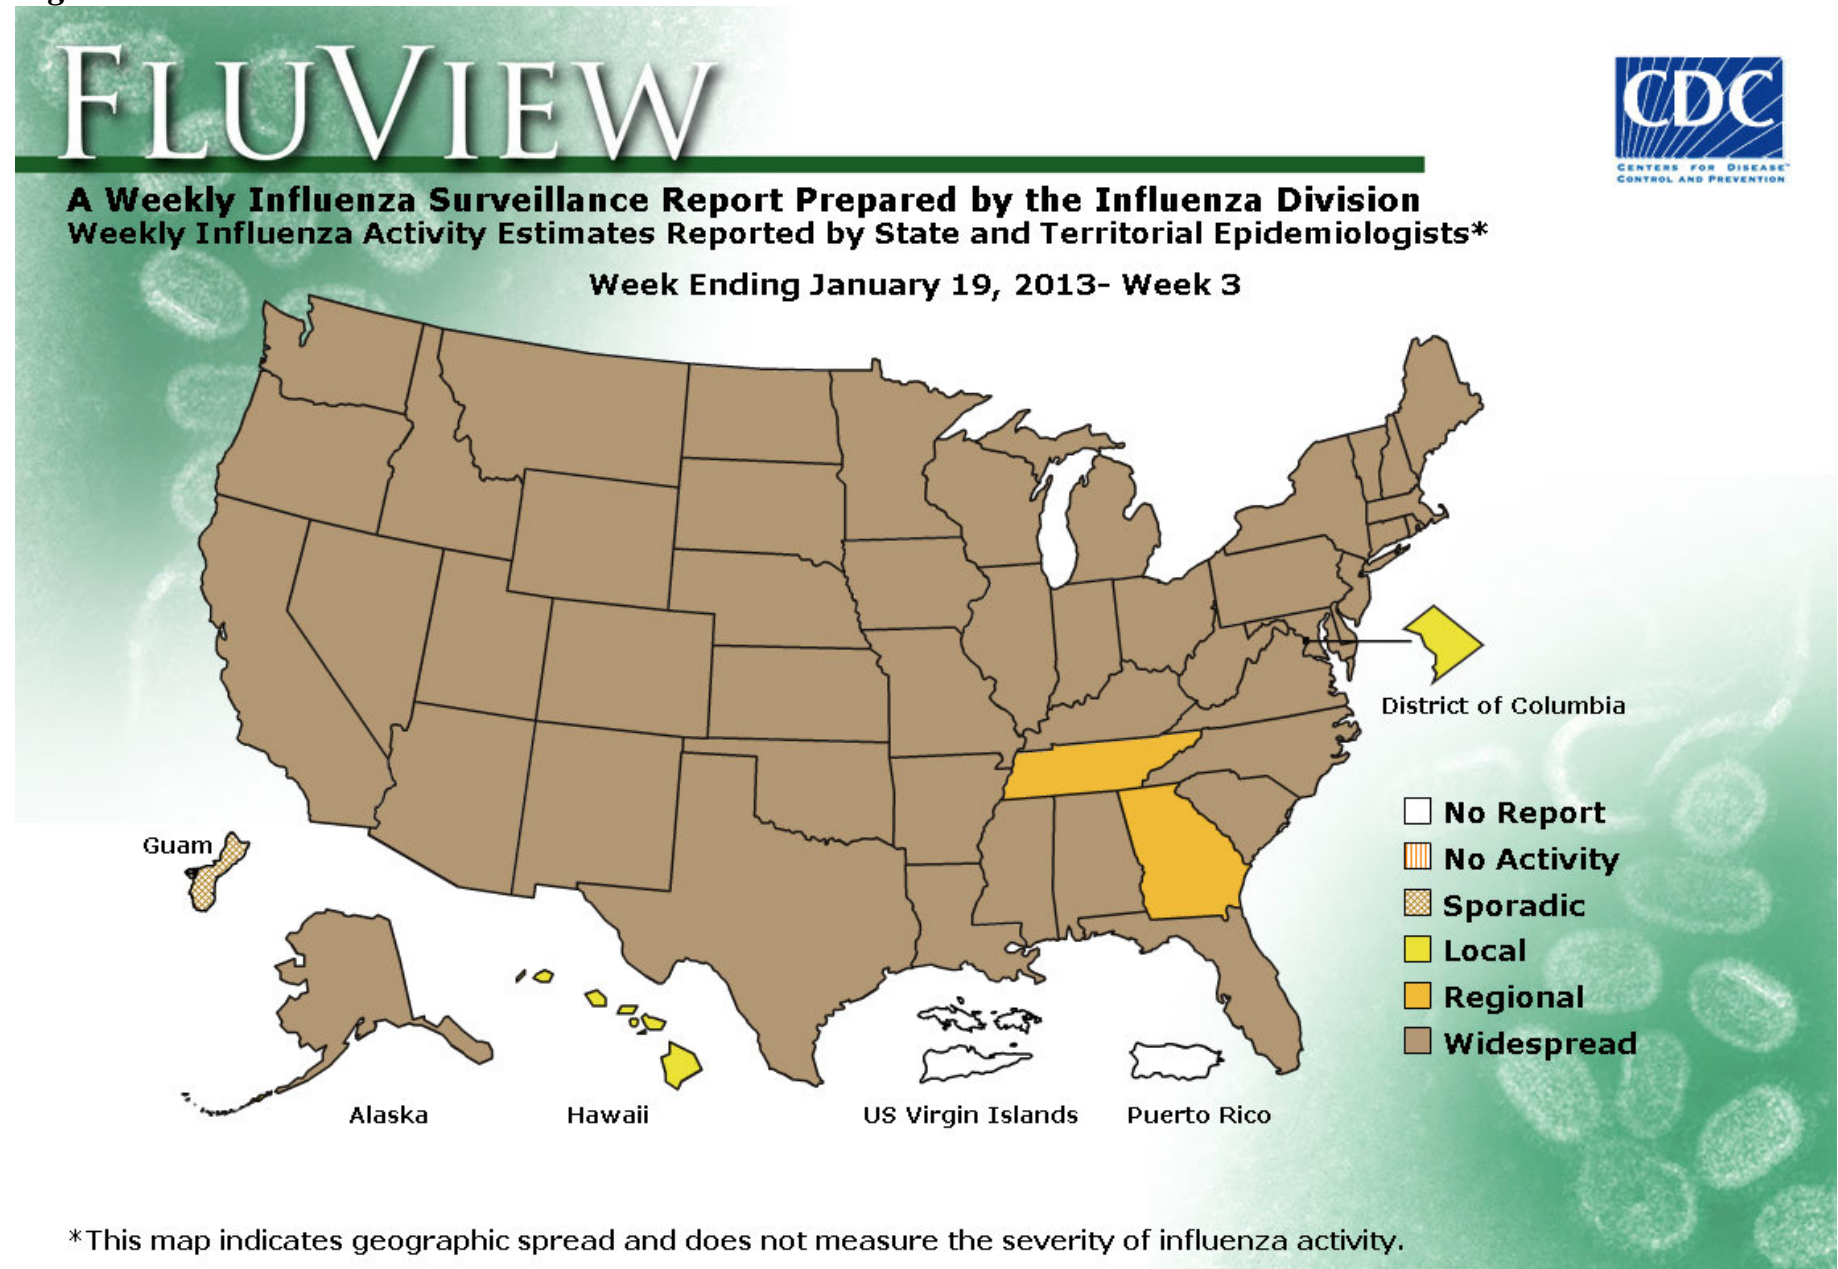 FLUVIEW
CDC
CENTERS FOR DISEASE™
CONTROL AND PREVENTION
A Weekly Influenza Surveillance Report Prepared by the Influenza Division
Weekly Influenza Activity Estimates Reported by State and Territorial Epidemiologists*
Week Ending January 19, 2013- Week 3
District of Columbia
No Report
Guam
No Activity
Sporadic
Local
Regional
Widespread
Alaska
Hawaii
US Virgin Islands
Puerto Rico
*This map indicates geographic spread and does not measure the severity of influenza activity.